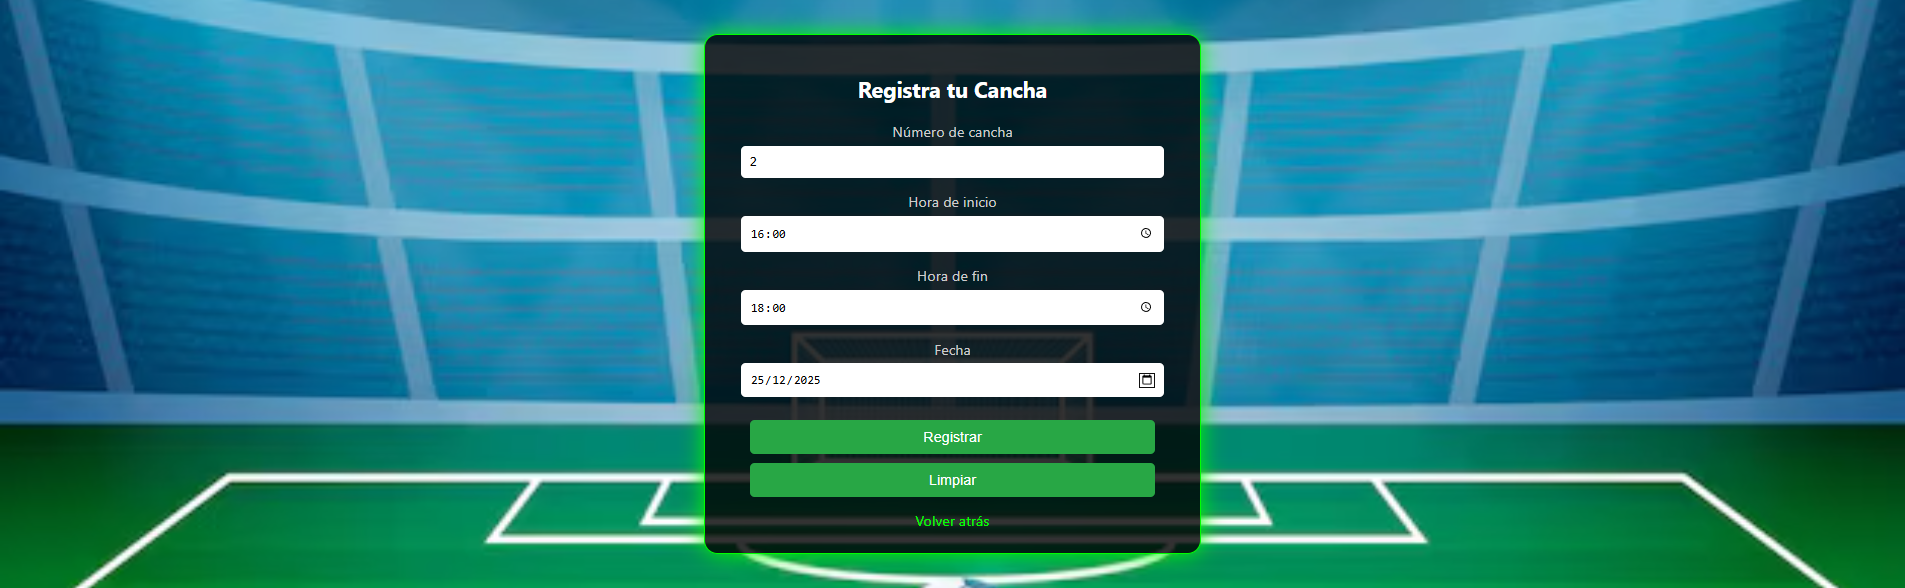 Registra tu Cancha
Número de cancha
2
Hora de inicio
16:00
Hora de fin
18:00
Fecha
25/12/2025
Registrar
Limpiar
Volver atrás